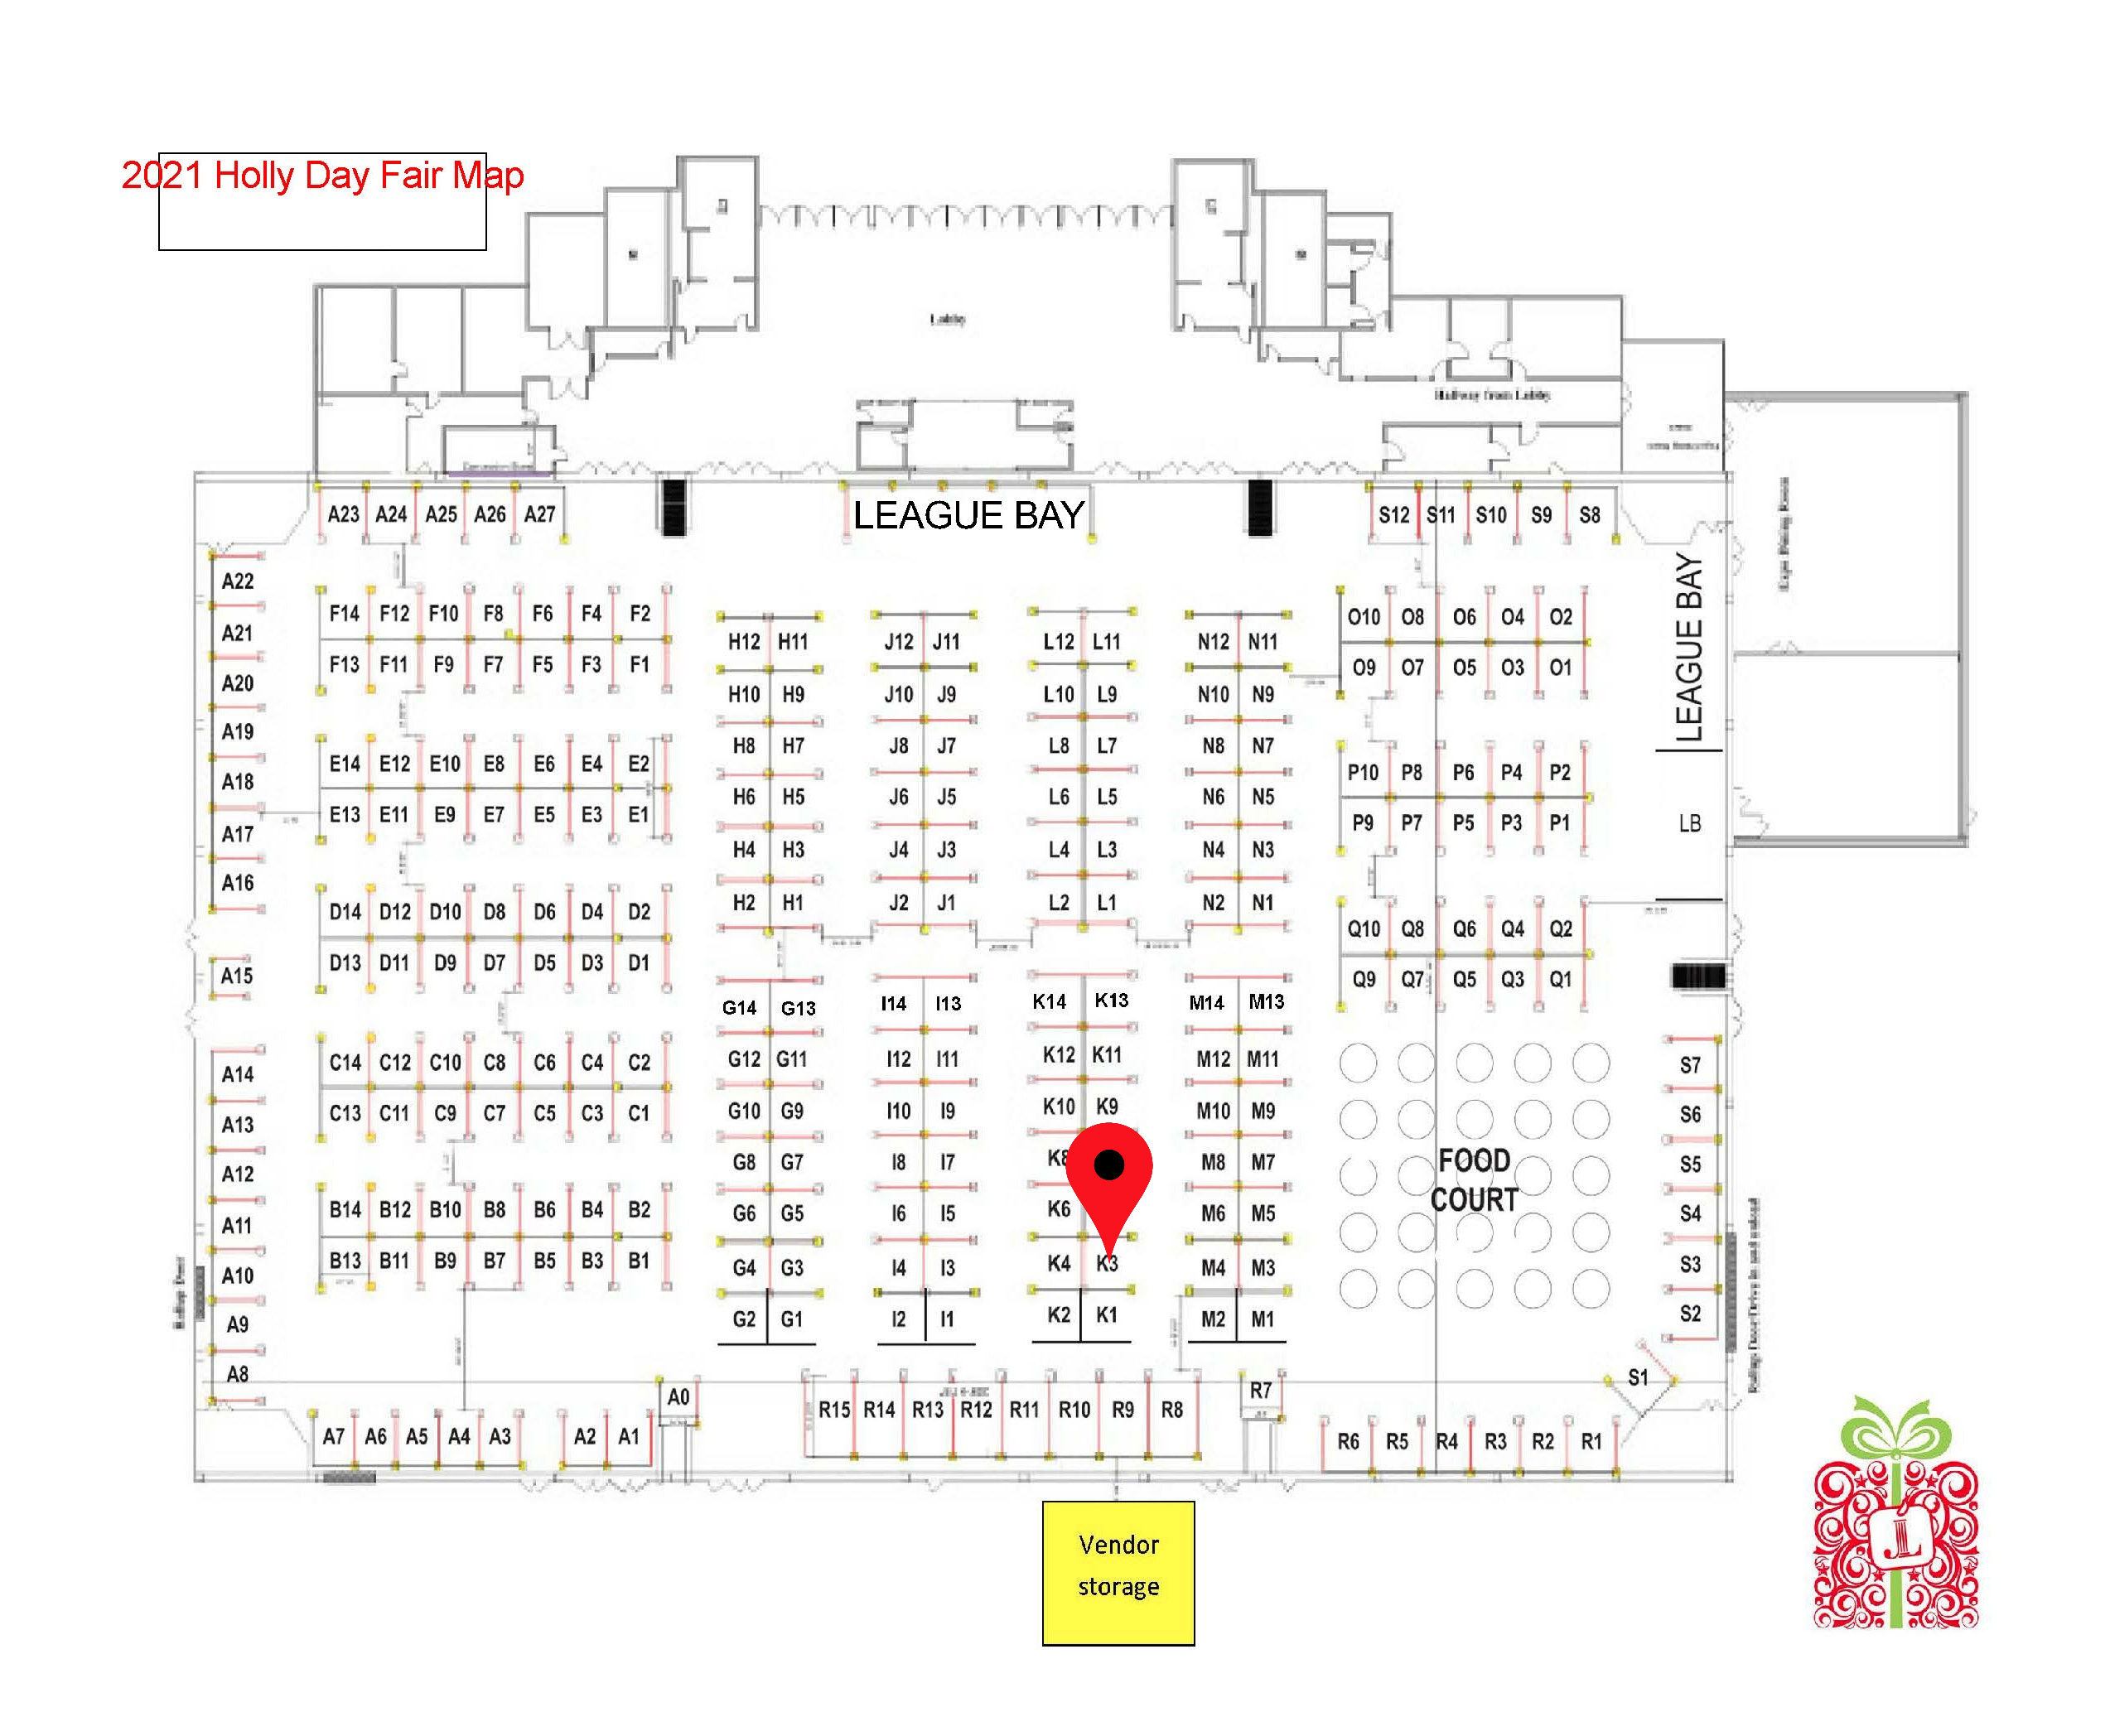 2021 Holly Day Fair Map
Lobby
Hallway from Lobby
LEAGUE BAY
A23 A24 A25 A26 A27
S12 S11 S10 S9 S8
A22
A21
A20
A19
A18
A17
A16
A15
A14
A13
A12
A11
A10
A9
A8
F14 F12 F10 F8 F6 F4 F2
F13 F11 F9 F7 F5 F3 F1
E14 E12 E10 E8 E6 E4 E2
E13 E11 E9 E7 E5 E3 E1
D14 D12 D10 D8 D6 D4 D2
D13 D11 D9 D7 D5 D3 D1
C14 C12 C10 C8 C6 C4 C2
C13 C11 C9 C7 C5 C3 C1
B14 B12 B10 B8 B6 B4 B2
B13 B11 B9 B7 B5 B3 B1
H12 H11
H10 H9
H8 H7
H6 H5
H4 H3
H2 H1
G14 G13
G12 G11
G10 G9
G8 G7
G6 G5
G4 G3
G2 G1
J12 J11
J10 J9
J8 J7
J6 J5
J4 J3
J2 J1
I14 I13
I12 I11
I10 I9
I8 I7
I6 I5
I4 I3
I2 I1
L12 L11
L10 L9
L8 L7
L6 L5
L4 L3
L2 L1
K14 K13
K12 K11
K10 K9
K8
K6
K4 K3
K2 K1
N12 N11
N10 N9
N8 N7
N6 N5
N4 N3
N2 N1
M14 M13
M12 M11
M10 M9
M8 M7
M6 M5
M4 M3
M2 M1
O10 O8 O6 O4 O2
O9 O7 O5 O3 O1
P10 P8 P6 P4 P2
P9 P7 P5 P3 P1
Q10 Q8 Q6 Q4 Q2
Q9 Q7 Q5 Q3 Q1
LEAGUE BAY
LB
FOOD
COURT
S7
S6
S5
S4
S3
S2
S1
A7 A6 A5 A4 A3 A2 A1
A0
R15 R14 R13 R12 R11 R10 R9 R8
R7
R6 R5 R4 R3 R2 R1
Vendor
storage
JL